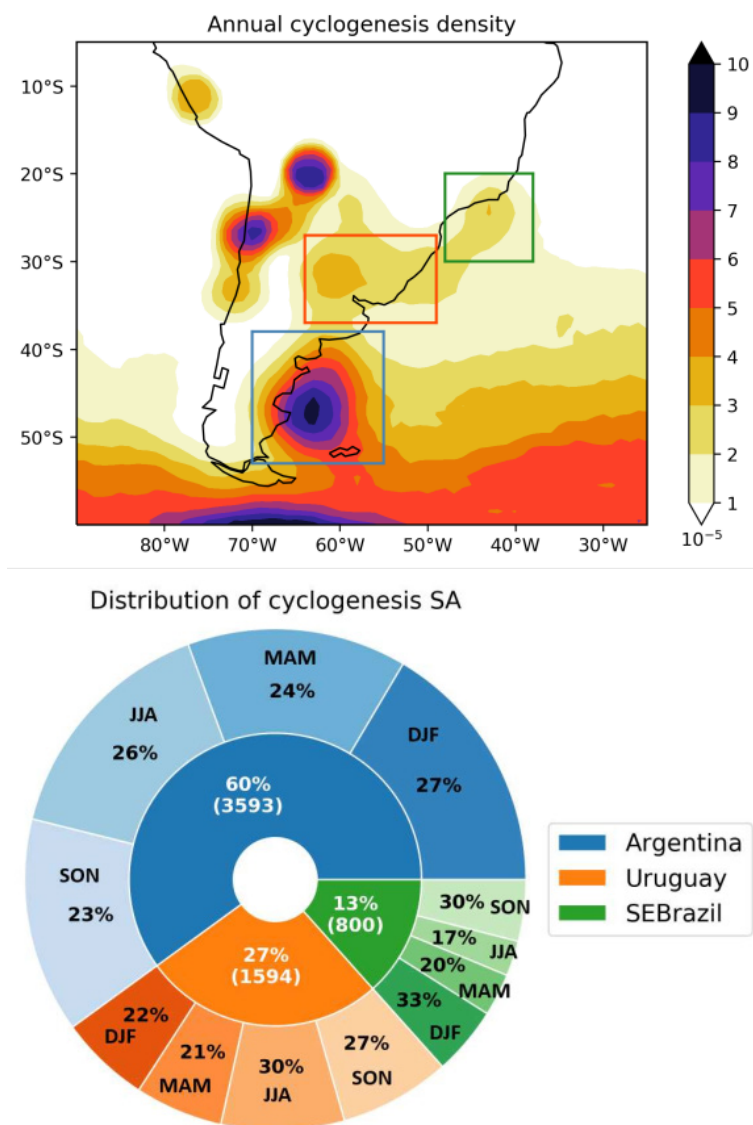 Annual cyclogenesis density
10°S
20°S
30°S
40°S
50°S
80°W
70°W
60°W
50°W
40°W
30°W
10
9
8
7
6
5
4
3
2
1
10⁻⁵
Distribution of cyclogenesis SA
MAM
24%
JJA
26%
DJF
27%
60%
(3593)
SON
23%
13%
(800)
30% SON
17%
JJA
20%
MAM
33%
DJF
27%
(1594)
22%
DJF
21%
MAM
30%
JJA
27%
SON
Argentina
Uruguay
SEBrazil